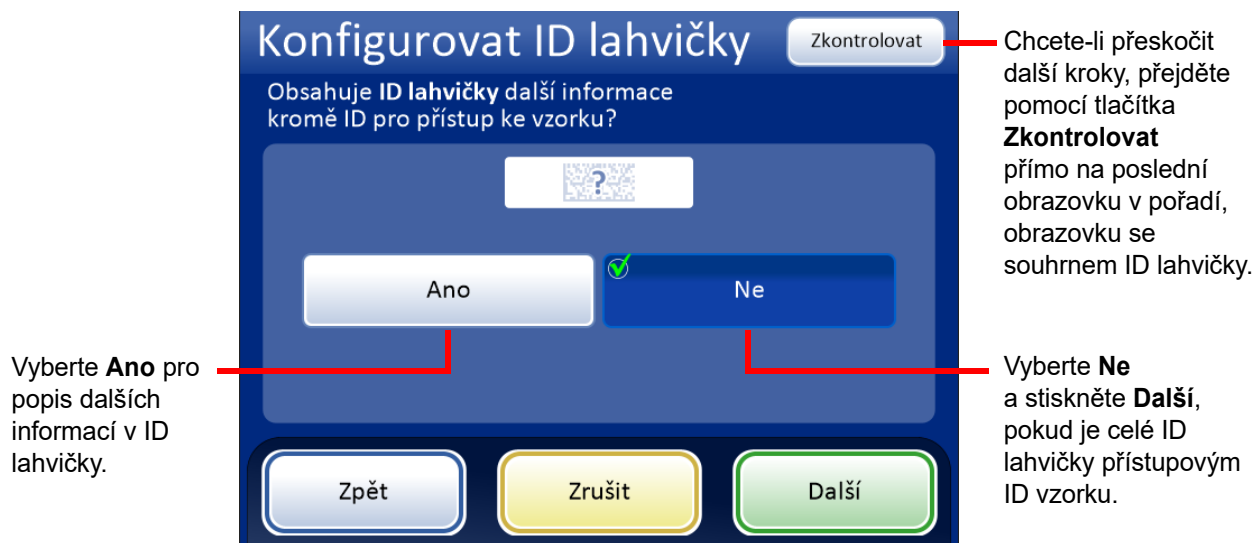 Konfigurovat ID lahvičky
Zkontrolovat
Obsahuje ID lahvičky další informace
kromě ID pro přístup ke vzorku?
?
Ano
Ne
Zpět
Zrušit
Další
Chcete-li přeskočit
další kroky, přejděte
pomocí tlačítka
Zkontrolovat
přímo na poslední
obrazovku v pořadí,
obrazovku se
souhrnem ID lahvičky.
Vyberte Ano pro
popis dalších
informací v ID
lahvičky.
Vyberte Ne
a stiskněte Další,
pokud je celé ID
lahvičky přístupovým
ID vzorku.